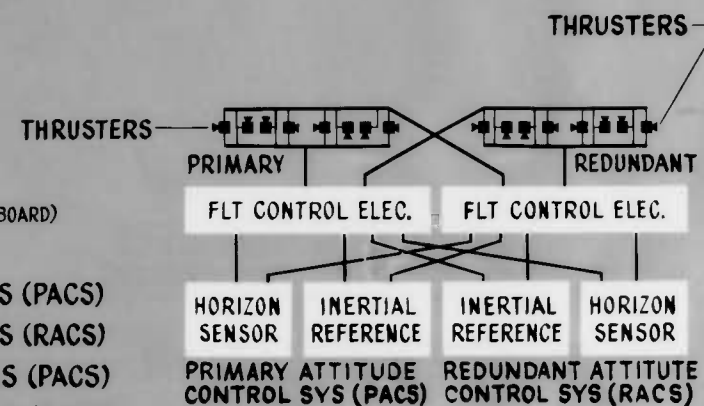 THRUSTERS
THRUSTERS
PRIMARY
REDUNDANT
BOARD)
FLT CONTROL ELEC.
FLT CONTROL ELEC.
S (PACS)
S (RACS)
S (PACS)
HORIZON
SENSOR
INERTIAL
REFERENCE
INERTIAL
REFERENCE
HORIZON
SENSOR
PRIMARY ATTITUDE
CONTROL SYS (PACS)
REDUNDANT ATTITUTE
CONTROL SYS (RACS)